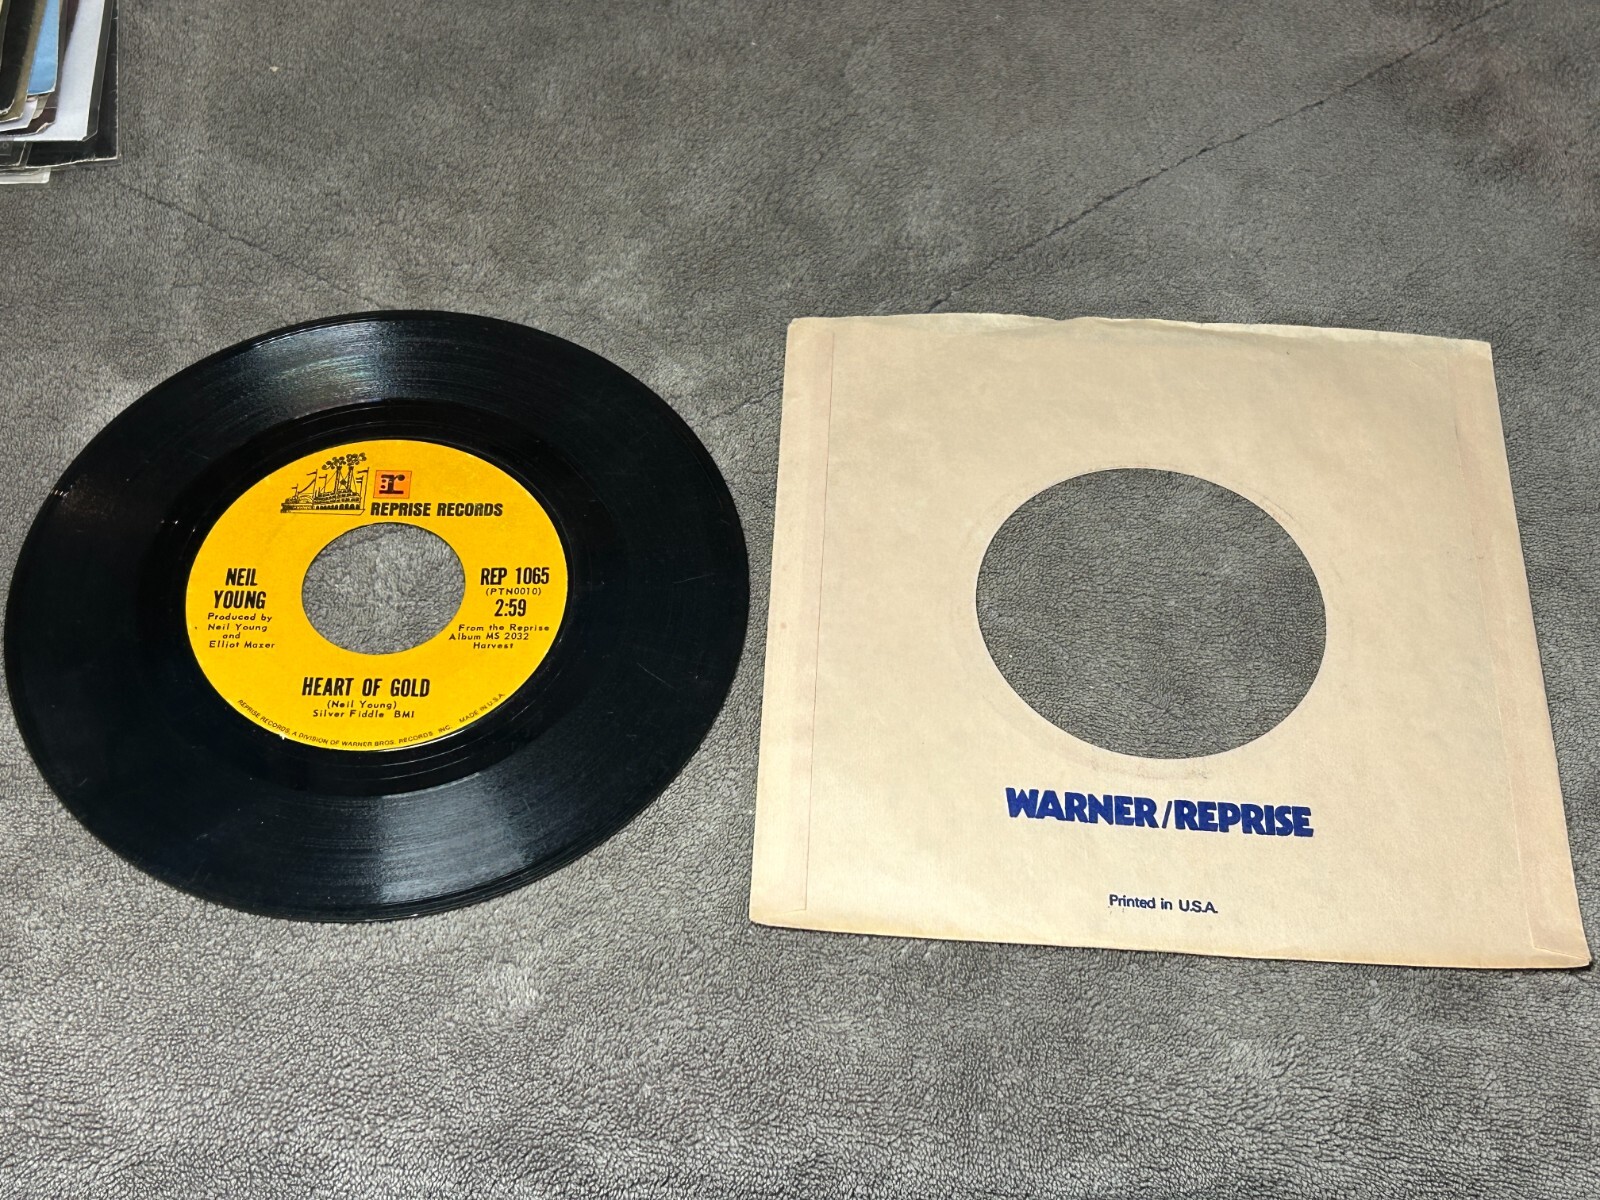 r
REPRISE RECORDS
NEIL
YOUNG
Produced by
Neil Young
and
Elliot Mazer
REP 1065
(PTN0010)
2:59
From the Reprise
Album MS 2032
Harvest
HEART OF GOLD
(Neil Young)
Silver Fiddle BMI
REPRISE RECORDS, A DIVISION OF WARNER BROS. RECORDS, INC. MADE IN U.S.A.
WARNER/REPRISE
Printed in U.S.A.